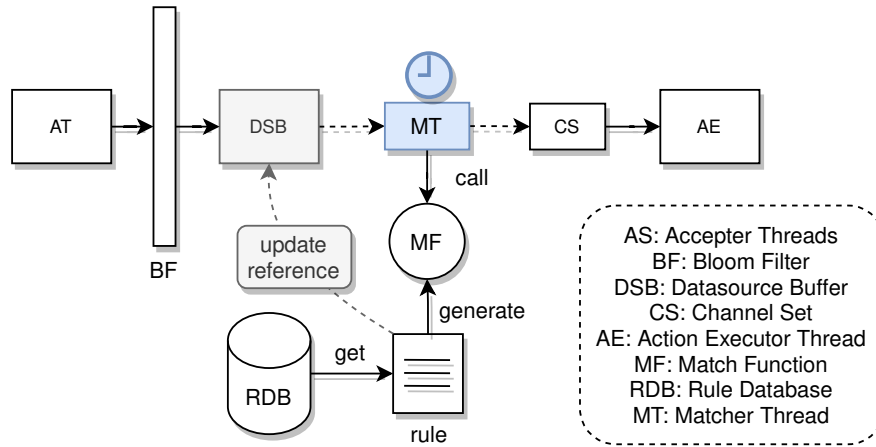 AT
DSB
MT
CS
AE
call
BF
update
reference
MF
generate
get
RDB
rule
AS: Accepter Threads
BF: Bloom Filter
DSB: Datasource Buffer
CS: Channel Set
AE: Action Executor Thread
MF: Match Function
RDB: Rule Database
MT: Matcher Thread